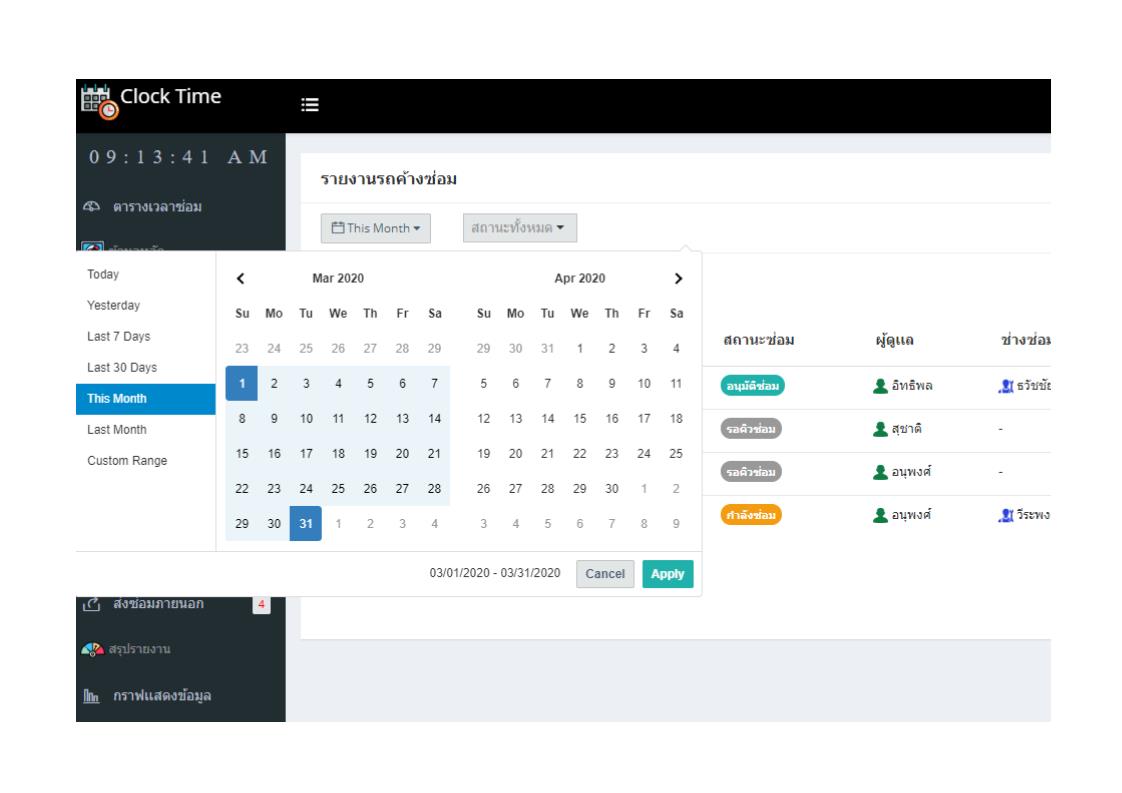 Clock Time
09:13:41 AM
รายงานรถค้างซ่อม
ตารางเวลาซ่อม
This Month
สถานะทั้งหมด
Today
Yesterday
Last 7 Days
Last 30 Days
This Month
Last Month
Custom Range
Mar 2020
Su Mo Tu We Th Fr Sa
23 24 25 26 27 28 29
1 2 3 4 5 6 7
8 9 10 11 12 13 14
15 16 17 18 19 20 21
22 23 24 25 26 27 28
29 30 31 1 2 3 4
Apr 2020
Su Mo Tu We Th Fr Sa
29 30 31 1 2 3 4
5 6 7 8 9 10 11
12 13 14 15 16 17 18
19 20 21 22 23 24 25
26 27 28 29 30 1 2
3 4 5 6 7 8 9
03/01/2020 - 03/31/2020 Cancel Apply
สถานะซ่อม ผู้ดูแล ช่างซ่อม
อนุมัติซ่อม อิทธิพล ธวัชชัย
รอคิวซ่อม สุชาติ -
รอคิวซ่อม อนุพงศ์ -
กำลังซ่อม อนุพงศ์ วีระพง
ส่งซ่อมภายนอก 4
สรุปรายงาน
กราฟแสดงข้อมูล